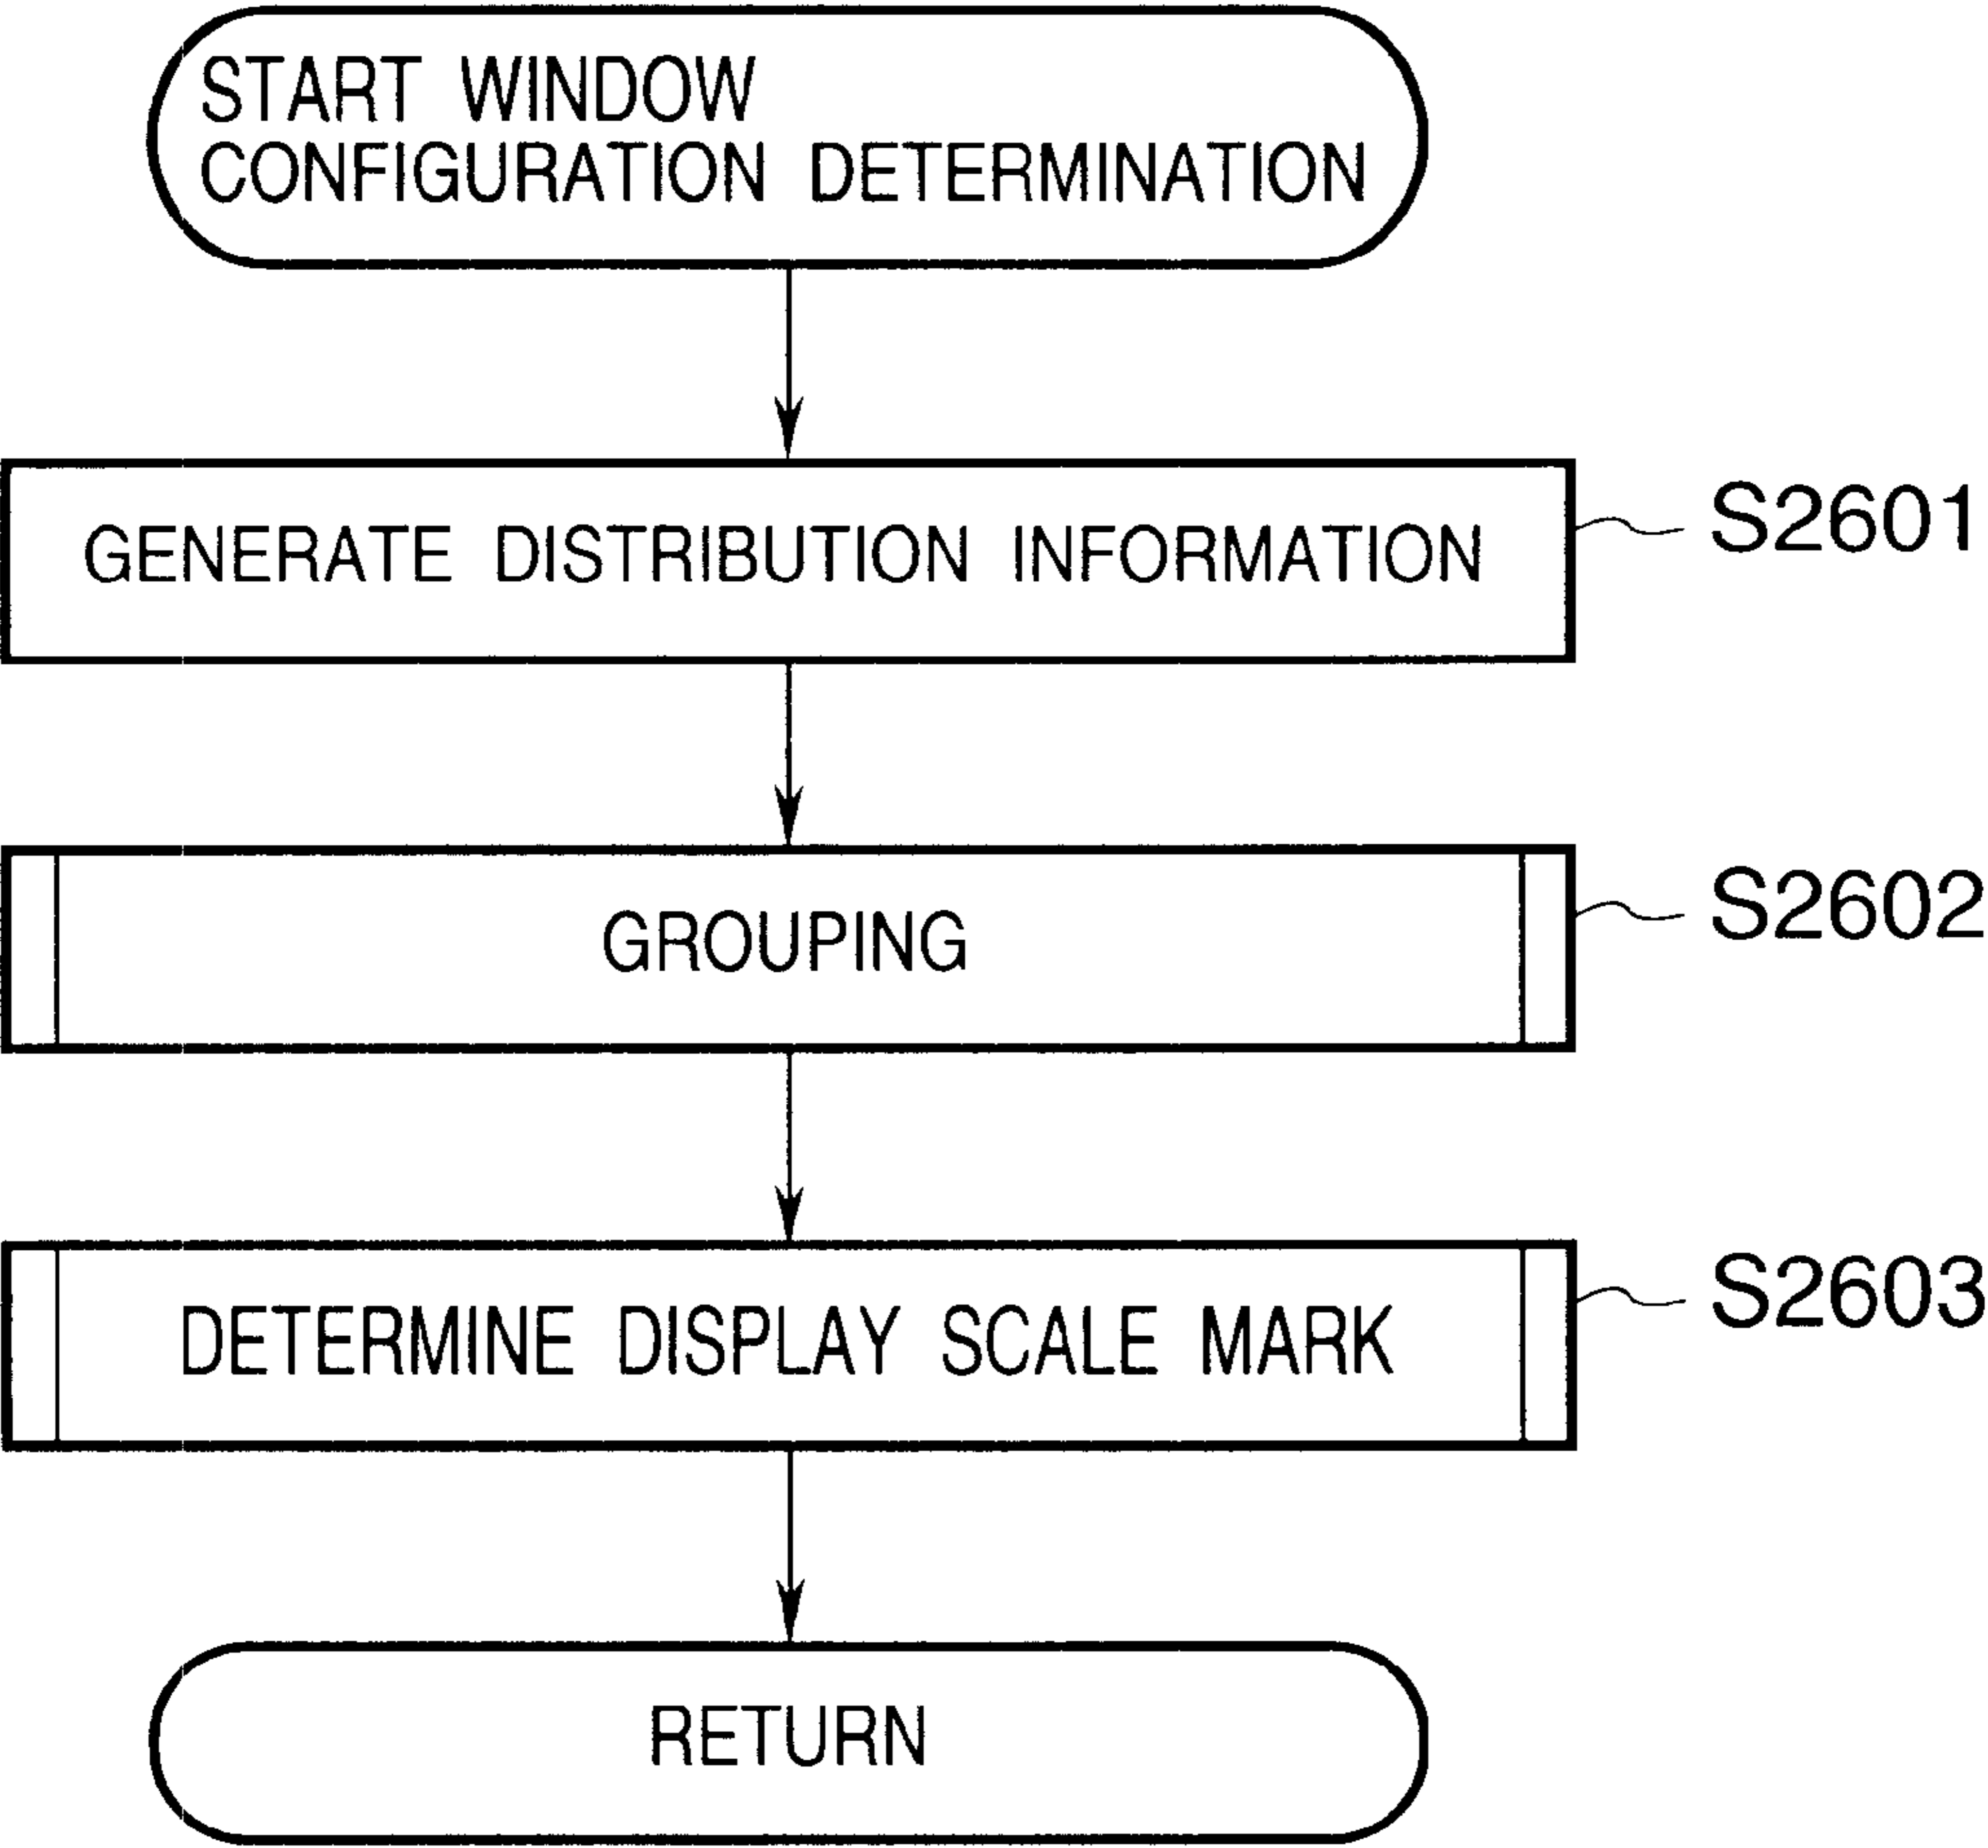 START WINDOW
CONFIGURATION DETERMINATION
GENERATE DISTRIBUTION INFORMATION
S2601
GROUPING
S2602
DETERMINE DISPLAY SCALE MARK
S2603
RETURN